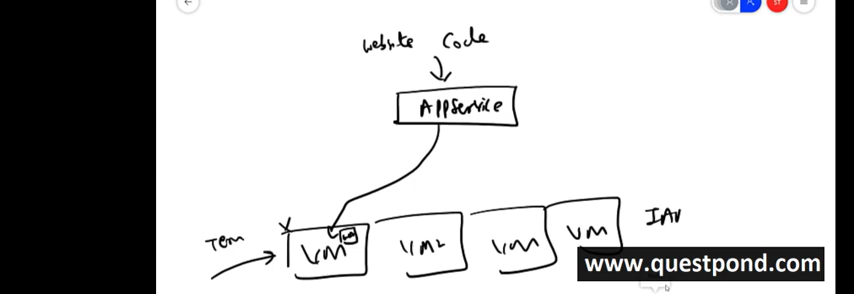 website code
AppService
Tem
VM
VM2
VM
VM
IAV
www.questpond.com